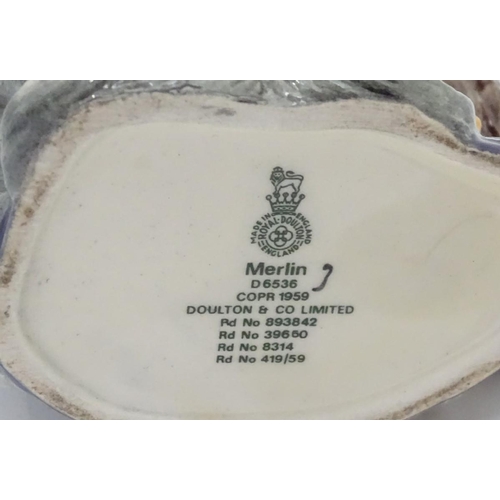 MADE IN ENGLAND
ROYAL·DOULTON
ENGLAND
Merlin
D6536
COPR 1959
DOULTON & CO LIMITED
Rd No 893842
Rd No 39660
Rd No 8314
Rd No 419/59